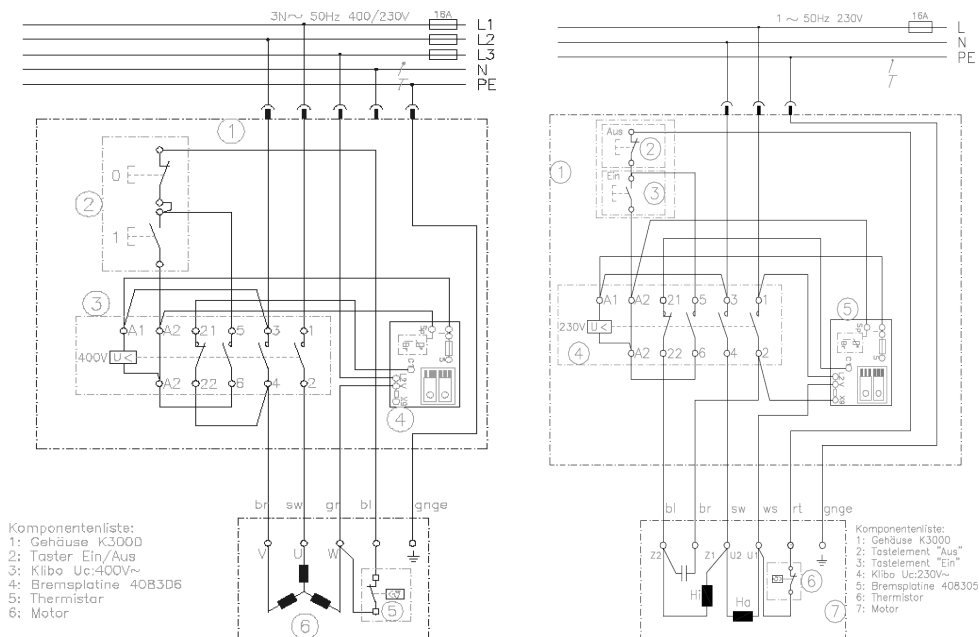 3N~ 50Hz 400/230V
16A
L1
L2
L3
N
PE
1
2
0
1
3
A1
A2
21
5
3
1
400V
U<
A2
22
6
4
2
4
br
sw
gr
bl
gnge
V
U
W
5
6
Komponentenliste:
1: Gehäuse K3000
2: Taster Ein/Aus
3: Klibo Uc:400V~
4: Bremsplatine 408306
5: Thermistor
6: Motor
1 ~ 50Hz 230V
16A
L
N
PE
1
Aus
2
Ein
3
A1
A2
21
5
3
1
230V
U<
4
A2
22
6
4
2
5
bl
br
sw
ws
rt
gnge
Z2
Z1
U2
U1
Hi
Ha
6
7
Komponentenliste:
1: Gehäuse K3000
2: Tastelement "Aus"
3: Tastelement "Ein"
4: Klibo Uc:230V~
5: Bremsplatine 408305
6: Thermistor
7: Motor